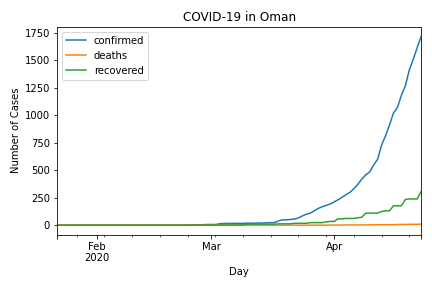 COVID-19 in Oman
1750
1500
1250
1000
750
500
250
0
Number of Cases
confirmed
deaths
recovered
Feb
2020
Mar
Apr
Day